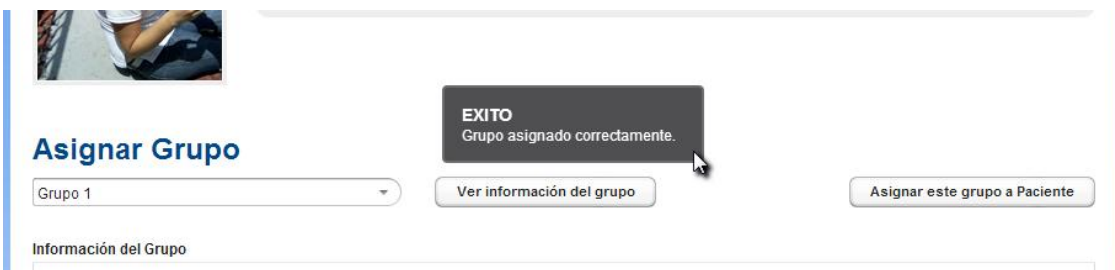 EXITO
Grupo asignado correctamente.
Asignar Grupo
Grupo 1
Ver información del grupo
Asignar este grupo a Paciente
Información del Grupo